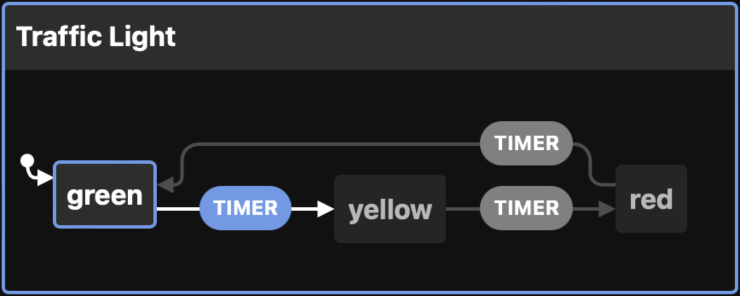 Traffic Light
TIMER
green
TIMER
yellow
TIMER
red